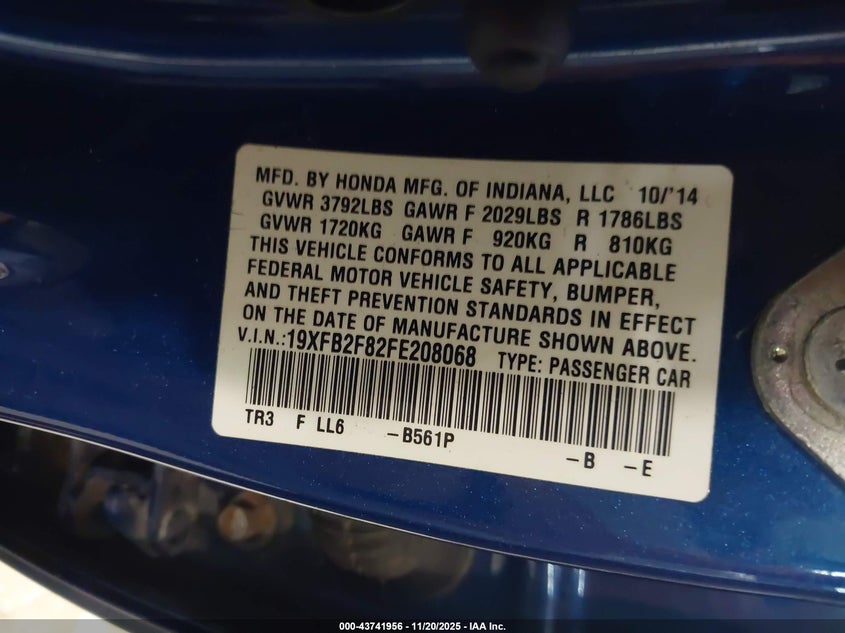 MFD. BY HONDA MFG. OF INDIANA, LLC 10/'14
GVWR 3792LBS GAWR F 2029LBS R 1786LBS
GVWR 1720KG GAWR F 920KG R 810KG
THIS VEHICLE CONFORMS TO ALL APPLICABLE
FEDERAL MOTOR VEHICLE SAFETY, BUMPER,
AND THEFT PREVENTION STANDARDS IN EFFECT
ON THE DATE OF MANUFACTURE SHOWN ABOVE.
V.I.N.:19XFB2F82FE208068 TYPE: PASSENGER CAR
TR3 F LL6 -B561P -B -E
000-43741956 - 11/20/2025 - IAA Inc.